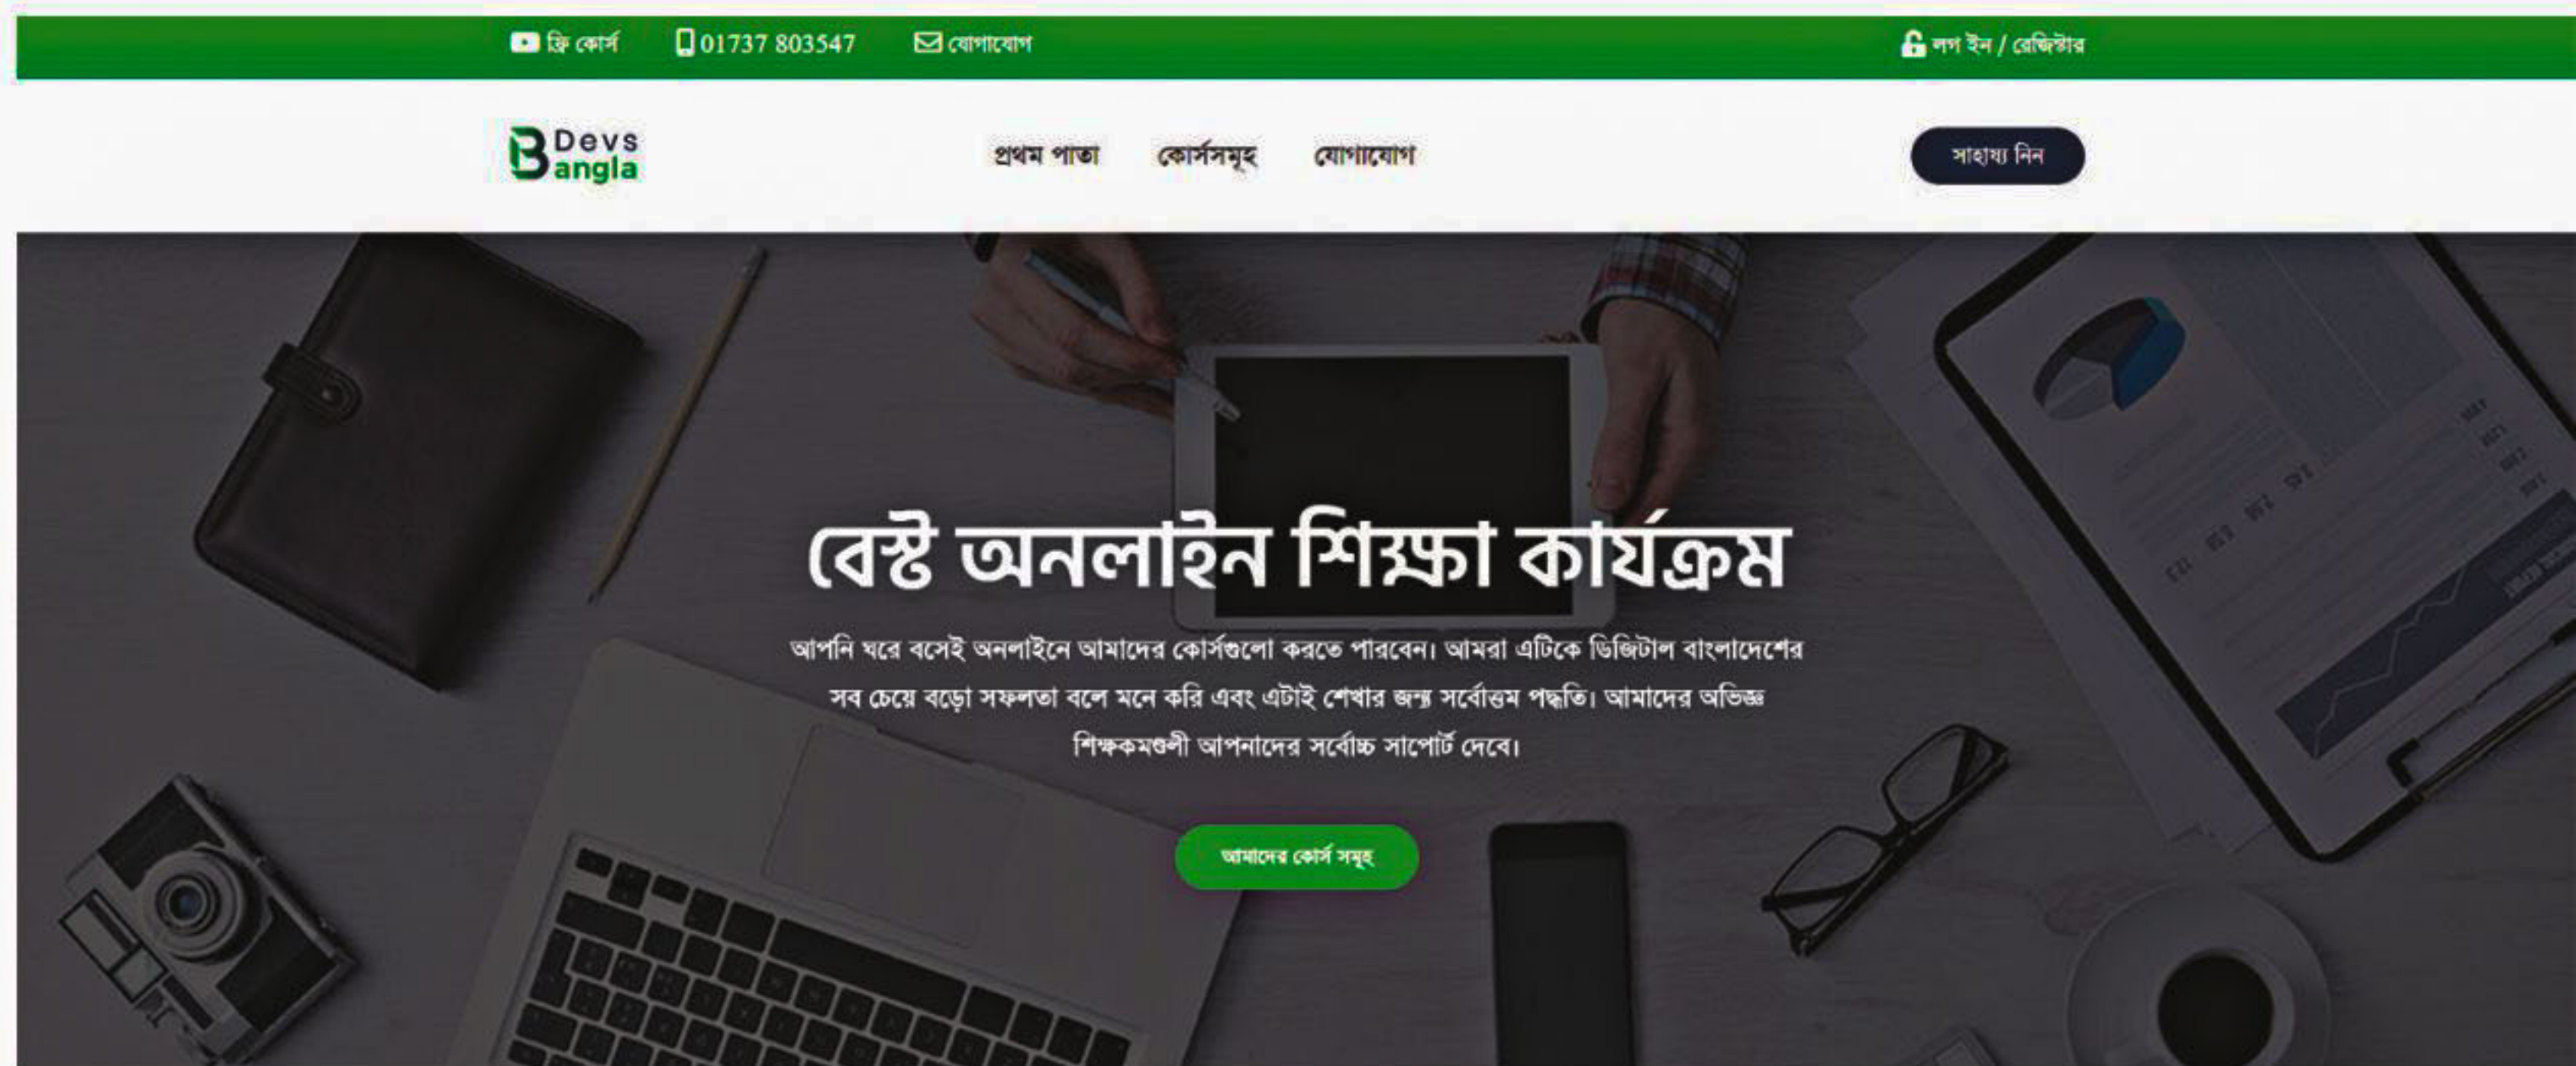 ফ্রি কোর্স 01737 803547 যোগাযোগ লগ ইন / রেজিস্টার
Devs
Bangla
প্রথম পাতা কোর্সসমূহ যোগাযোগ সাহায্য নিন
বেস্ট অনলাইন শিক্ষা কার্যক্রম
আপনি ঘরে বসেই অনলাইনে আমাদের কোর্সগুলো করতে পারবেন। আমরা এটিকে ডিজিটাল বাংলাদেশের
সব চেয়ে বড়ো সফলতা বলে মনে করি এবং এটাই শেখার জন্য সর্বোত্তম পদ্ধতি। আমাদের অভিজ্ঞ
শিক্ষকমণ্ডলী আপনাদের সর্বোচ্চ সাপোর্ট দেবে।
আমাদের কোর্স সমূহ